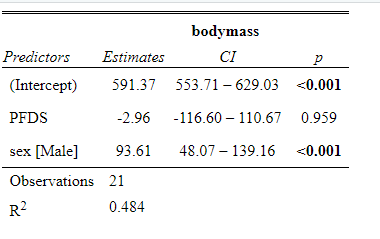 bodymass
Predictors Estimates CI p
(Intercept) 591.37 553.71 – 629.03 <0.001
PFDS -2.96 -116.60 – 110.67 0.959
sex [Male] 93.61 48.07 – 139.16 <0.001
Observations 21
R2 0.484